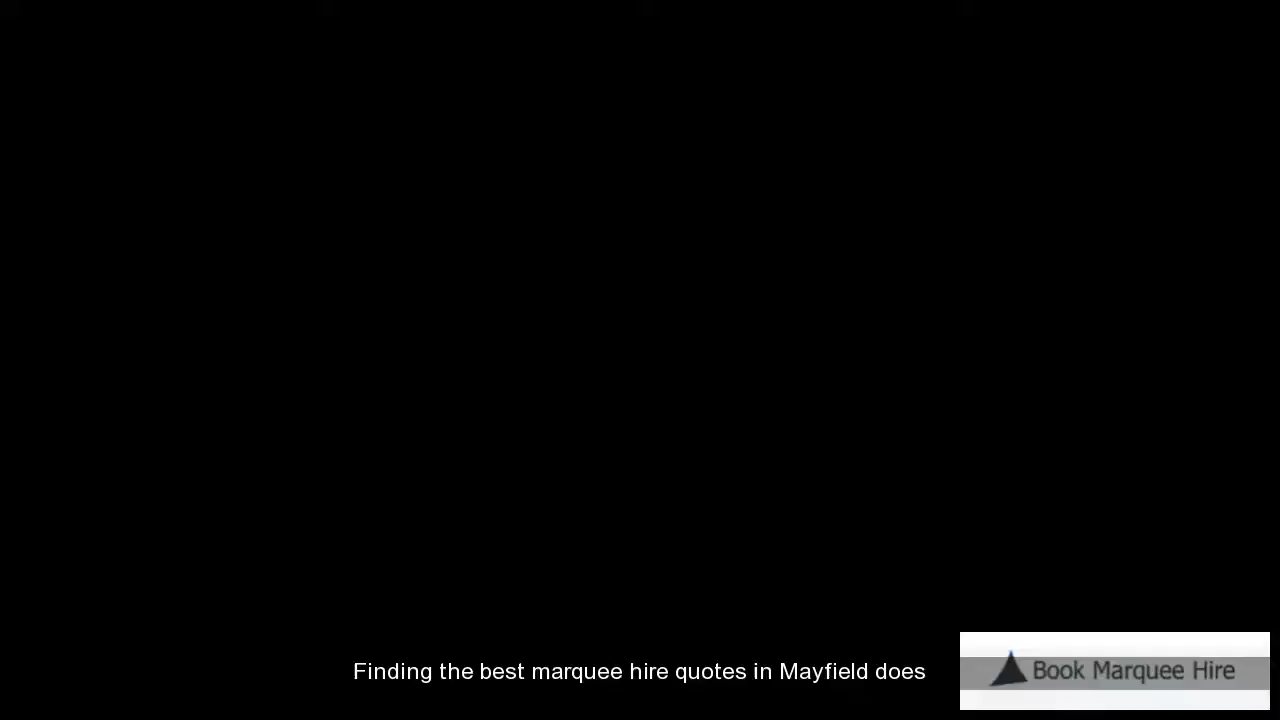 Finding the best marquee hire quotes in Mayfield does
Book Marquee Hire